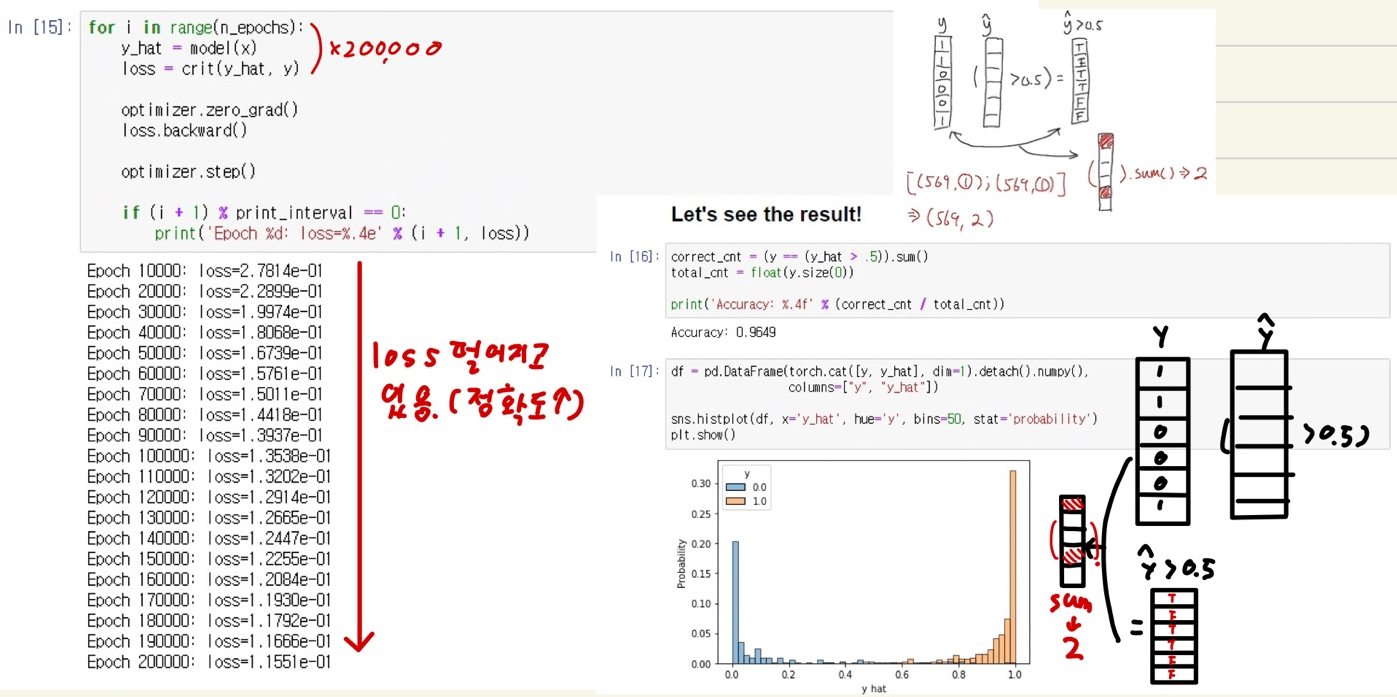 In [15]:
for i in range(n_epochs):
y_hat = model(x)
loss = crit(y_hat, y)
optimizer.zero_grad()
loss.backward()
optimizer.step()
if (i + 1) % print_interval == 0:
print('Epoch %d: loss=%.4e' % (i + 1, loss))
×200,000
Epoch 10000: loss=2.7814e-01
Epoch 20000: loss=2.2899e-01
Epoch 30000: loss=1.9974e-01
Epoch 40000: loss=1.8068e-01
Epoch 50000: loss=1.6739e-01
Epoch 60000: loss=1.5761e-01
Epoch 70000: loss=1.5011e-01
Epoch 80000: loss=1.4418e-01
Epoch 90000: loss=1.3937e-01
Epoch 100000: loss=1.3538e-01
Epoch 110000: loss=1.3202e-01
Epoch 120000: loss=1.2914e-01
Epoch 130000: loss=1.2665e-01
Epoch 140000: loss=1.2447e-01
Epoch 150000: loss=1.2255e-01
Epoch 160000: loss=1.2084e-01
Epoch 170000: loss=1.1930e-01
Epoch 180000: loss=1.1792e-01
Epoch 190000: loss=1.1666e-01
Epoch 200000: loss=1.1551e-01
loss 떨어지고
있음. (정확도↑)
y ŷ ŷ>0.5
1
1
0
0
0
1
( >0.5) =
T
F
T
T
F
F
( ).sum() ⇒ 2
[(569,①);(569,①)]
⇒ (569, 2)
Let's see the result!
In [16]:
correct_cnt = (y == (y_hat > .5)).sum()
total_cnt = float(y.size(0))
print('Accuracy: %.4f' % (correct_cnt / total_cnt))
Accuracy: 0.9649
In [17]:
df = pd.DataFrame(torch.cat([y, y_hat], dim=1).detach().numpy(),
columns=["y", "y_hat"])
sns.histplot(df, x='y_hat', hue='y', bins=50, stat='probability')
plt.show()
y
0.0
1.0
0.30
0.25
0.20
0.15
0.10
0.05
0.00
Probability
0.0 0.2 0.4 0.6 0.8 1.0
y_hat
Y Ŷ
1
1
0
0
0
1
( >0.5)
ŷ>0.5
=
T
F
T
T
F
F
( ).
sum
↓
2